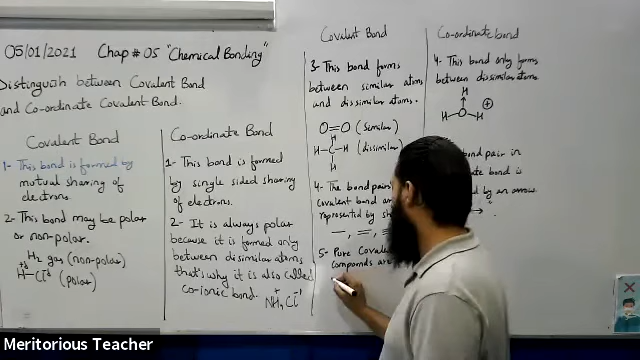 05/01/2021 Chap # 05 "Chemical Bonding"
Distinguish between Covalent Bond
and Co-ordinate Covalent Bond.
Covalent Bond
1- This bond is formed by
mutual sharing of
electrons.
2- This bond may be polar
or non-polar.
H₂ gas (non-polar)
H—Cl (polar)
Co-ordinate Bond
1- This bond is formed
by single sided sharing
of electrons.
2- It is always polar
because it is formed only
between disimilar atoms
that's why it is also called
co-ionic bond.
NH₄⁺ Cl⁻¹
Covalent Bond
3- This bond forms
between similar atoms
and dissimilar atoms.
O=O (Similar)
H
H—C—H (dissimilar)
H
4- The bond pair
covalent bond
represented by
—, =,
5- Pure Covalent
compounds are
Co-ordinate bond
4- This bond only forms
between dissimilar atoms.
H
H—O—H +
bond pair in
bond is
by an arrow.
→
Meritorious Teacher